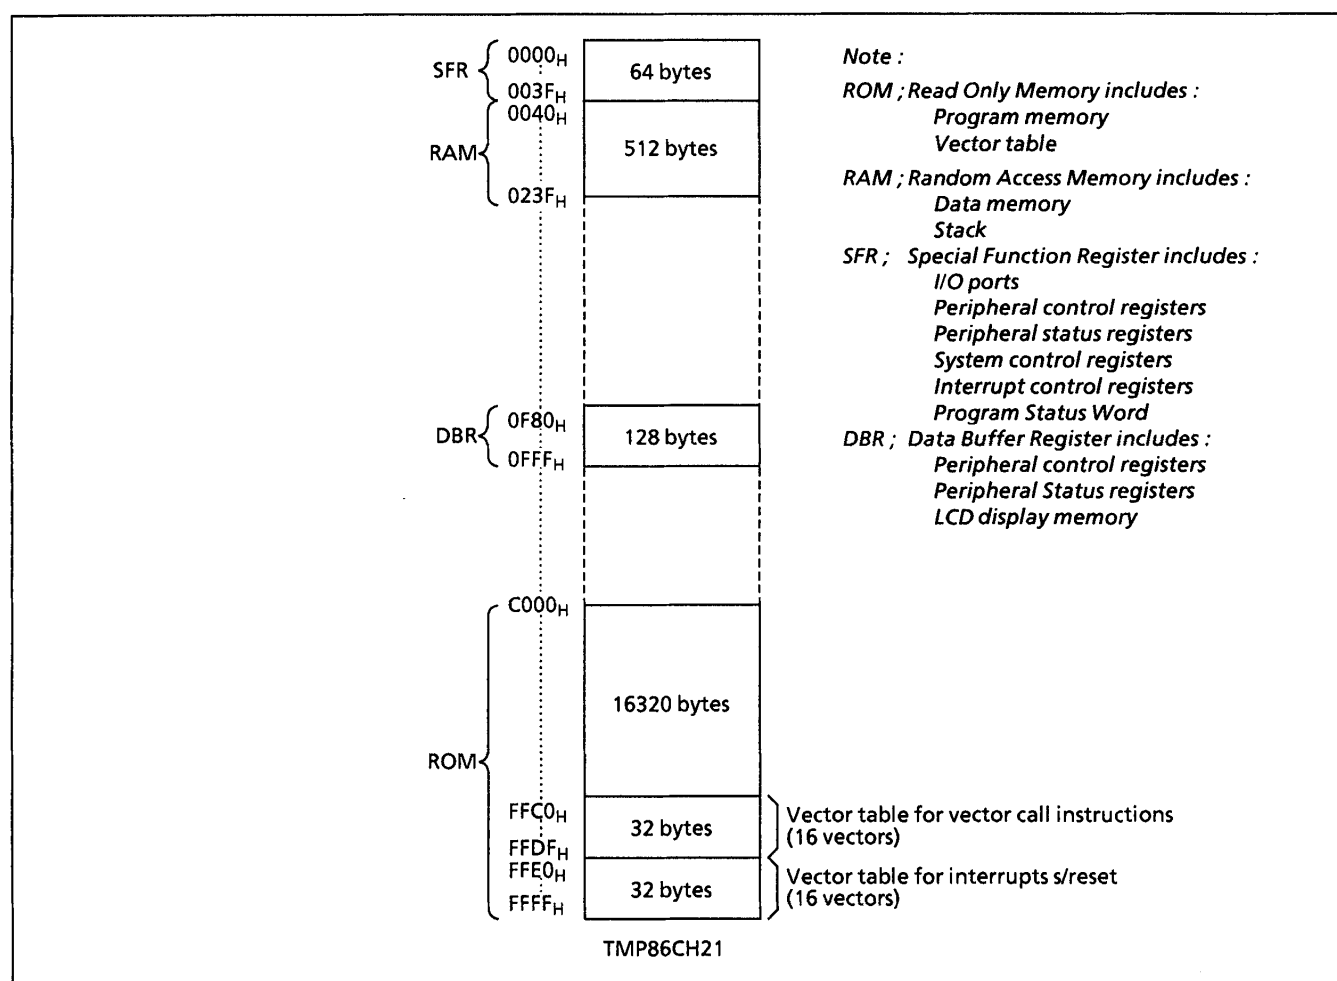 SFR
0000H
003FH
64 bytes
RAM
0040H
023FH
512 bytes
DBR
0F80H
0FFFH
128 bytes
ROM
C000H
16320 bytes
FFC0H
FFDFH
32 bytes
Vector table for vector call instructions
(16 vectors)
FFE0H
FFFFH
32 bytes
Vector table for interrupts s/reset
(16 vectors)
TMP86CH21
Note :
ROM ; Read Only Memory includes :
Program memory
Vector table
RAM ; Random Access Memory includes :
Data memory
Stack
SFR ; Special Function Register includes :
I/O ports
Peripheral control registers
Peripheral status registers
System control registers
Interrupt control registers
Program Status Word
DBR ; Data Buffer Register includes :
Peripheral control registers
Peripheral Status registers
LCD display memory